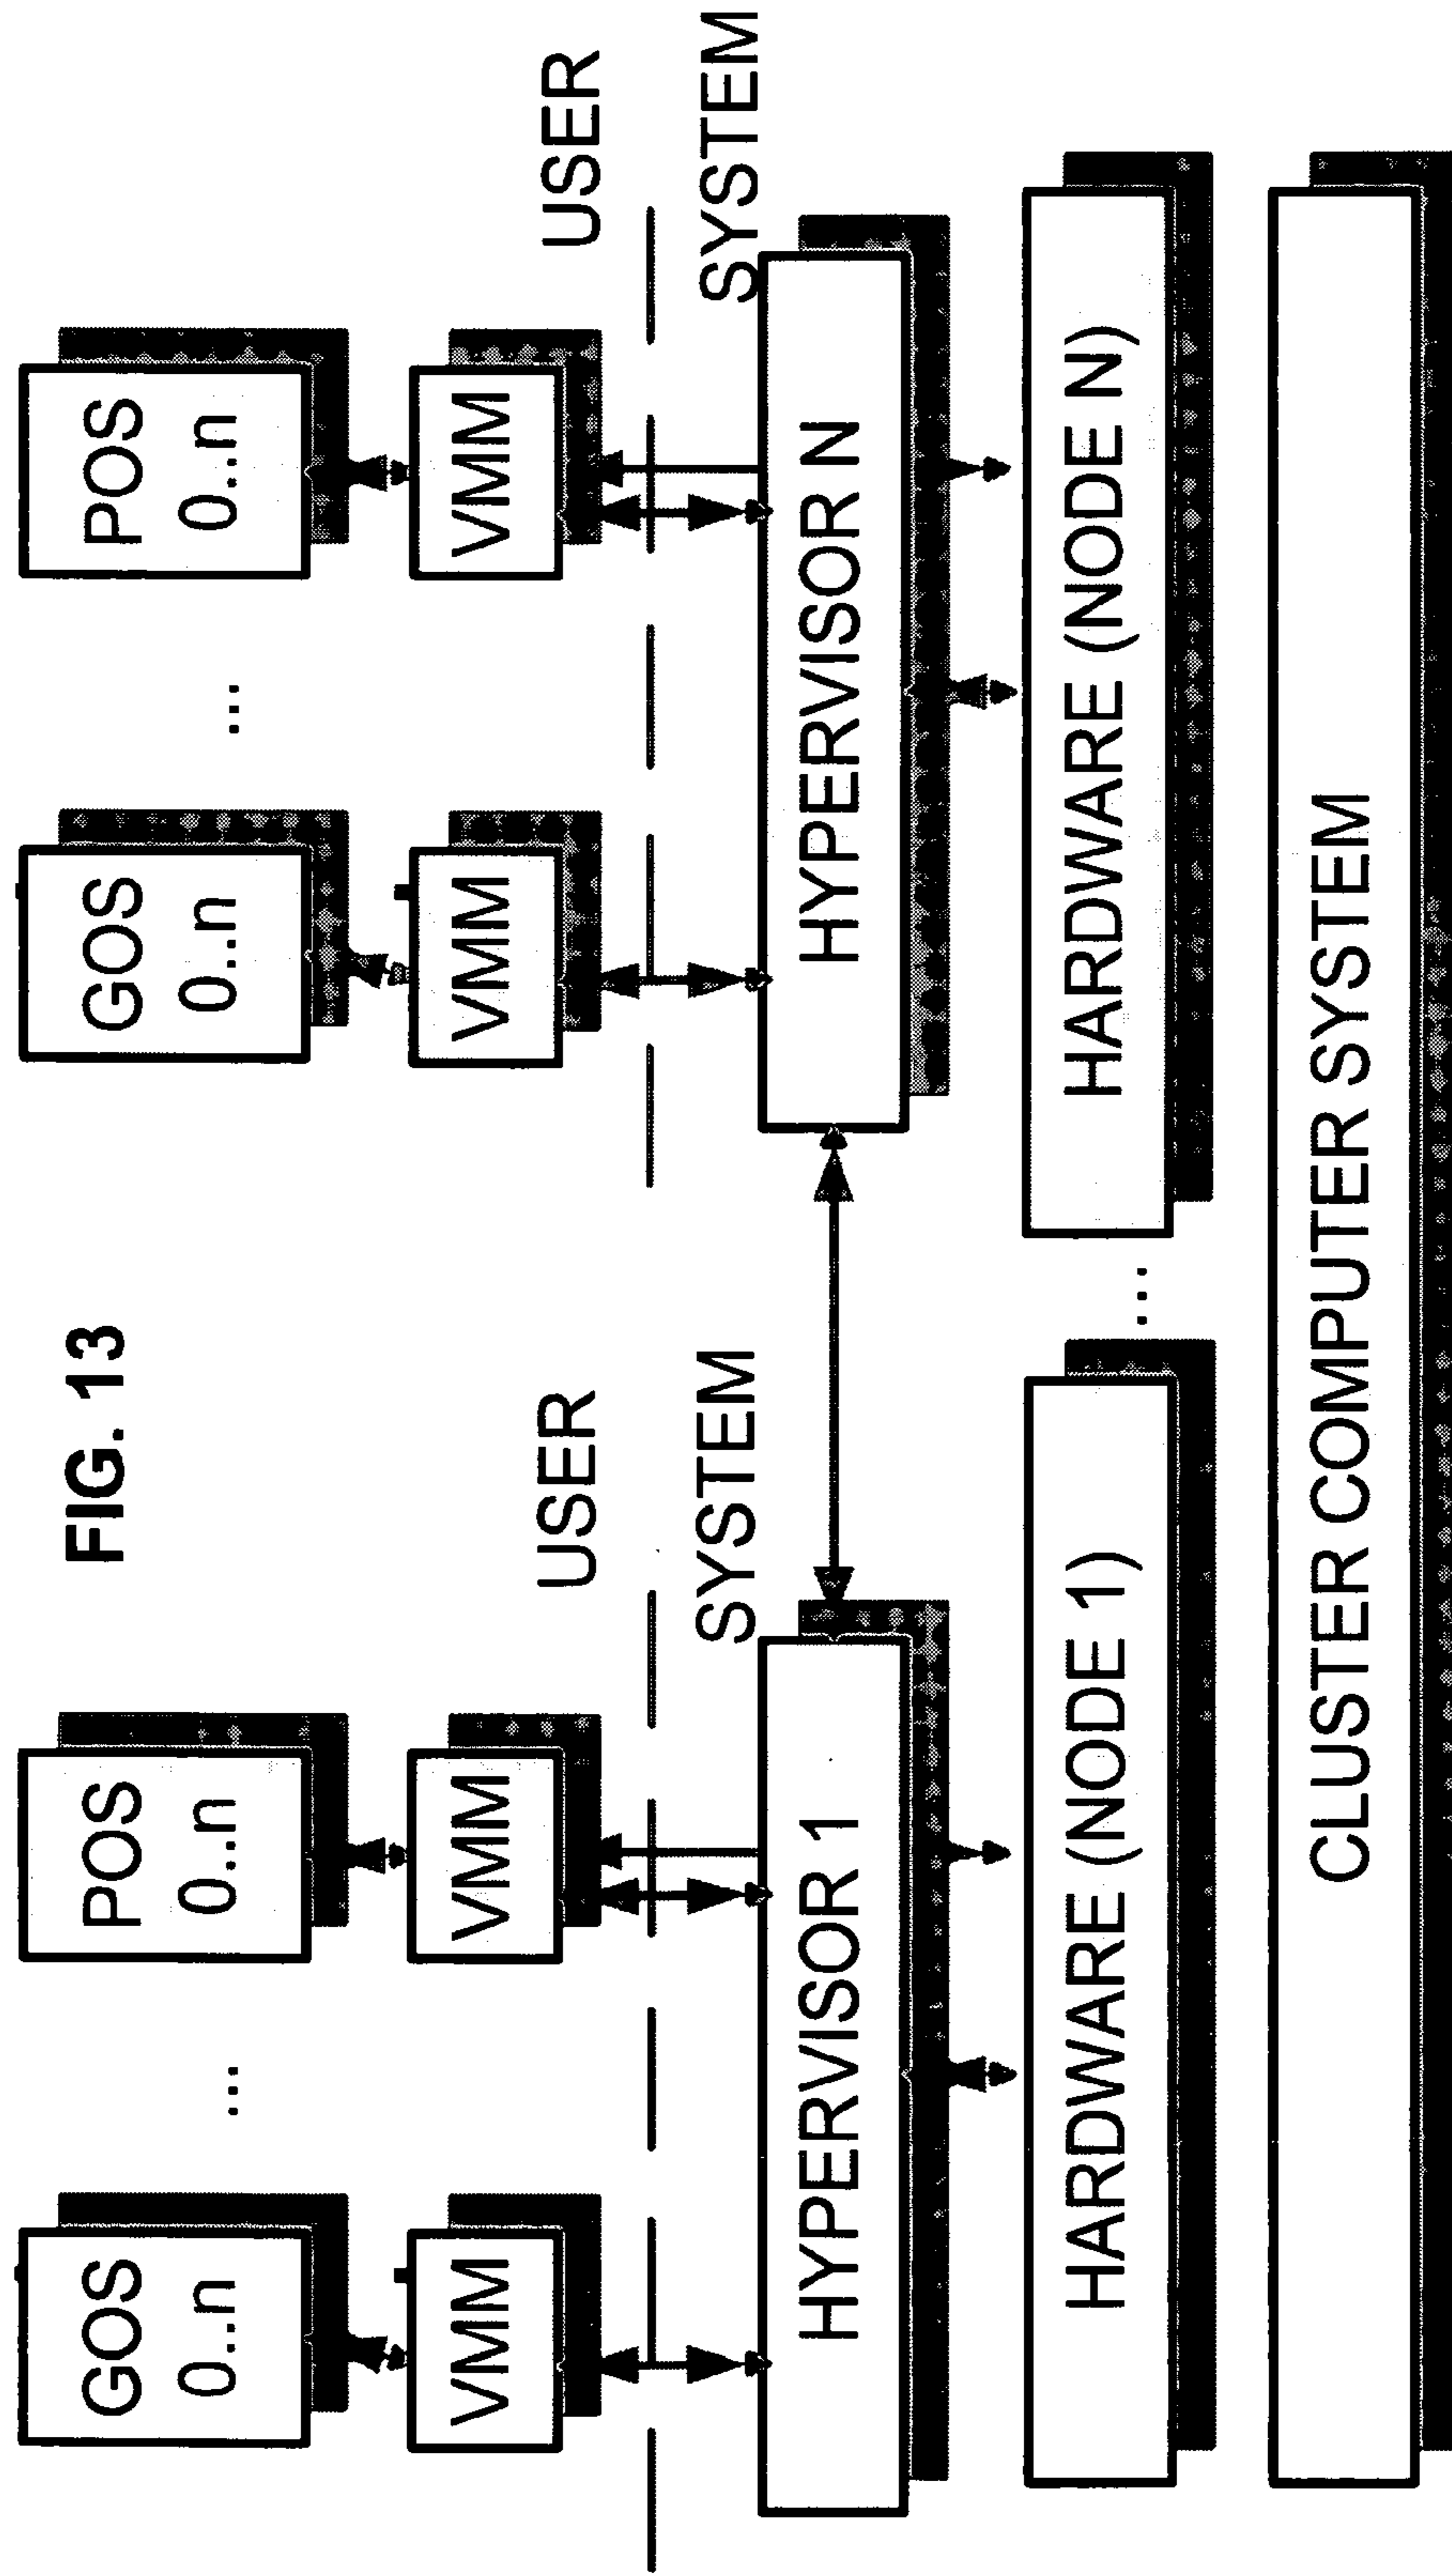 FIG. 13
GOS
0..n
...
POS
0..n
GOS
0..n
...
POS
0..n
VMM
VMM
USER
VMM
VMM
USER
SYSTEM
SYSTEM
HYPERVISOR 1
HYPERVISOR N
HARDWARE (NODE 1)
...
HARDWARE (NODE N)
CLUSTER COMPUTER SYSTEM